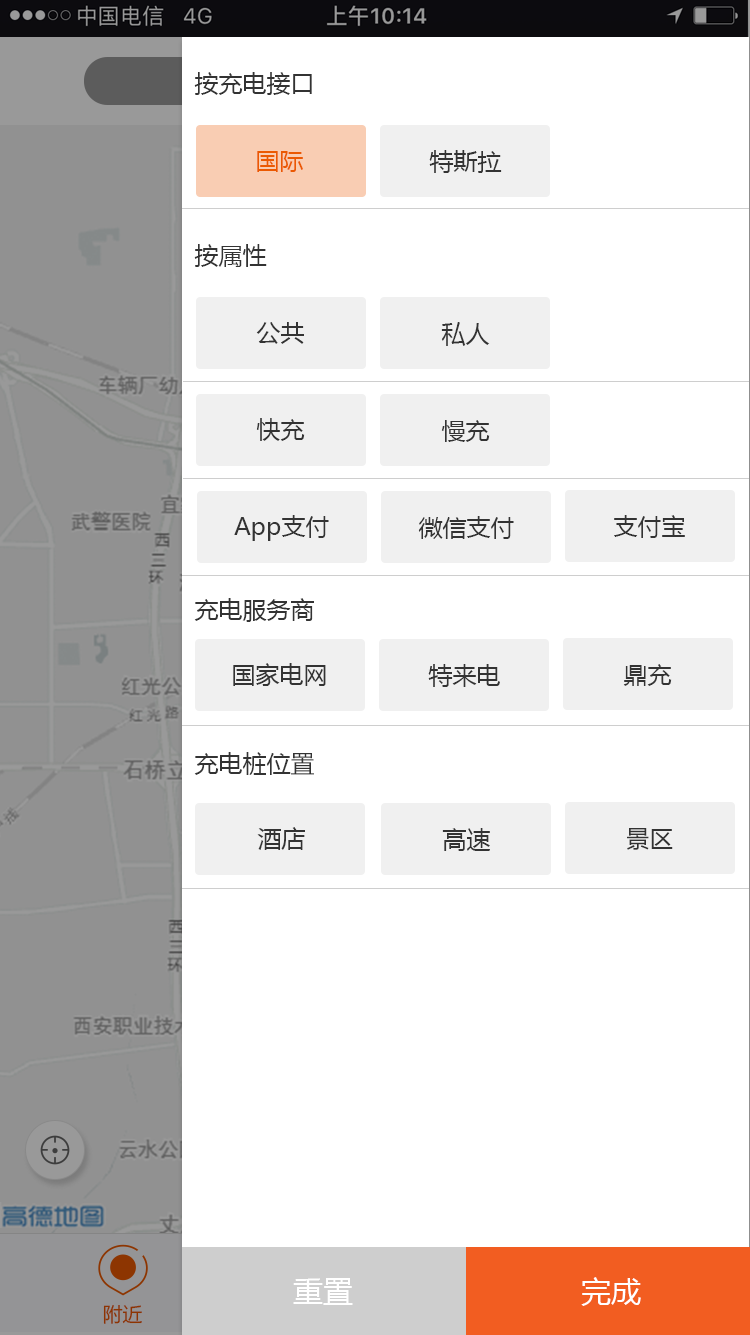 中国电信 4G 上午10:14
按充电接口
国际 特斯拉
按属性
公共 私人
快充 慢充
App支付 微信支付 支付宝
充电服务商
国家电网 特来电 鼎充
充电桩位置
酒店 高速 景区
重置 完成
车辆厂幼
武警医院
宜
西三环
红光公
红光路
石桥立
西三环
西安职业技术
云水公
高德地图
丈
附近